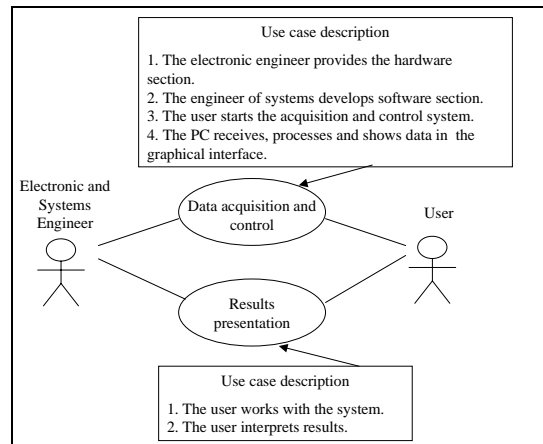 Use case description
1. The electronic engineer provides the hardware
section.
2. The engineer of systems develops software section.
3. The user starts the acquisition and control system.
4. The PC receives, processes and shows data in the
graphical interface.
Electronic and
Systems
Engineer
Data acquisition and
control
User
Results
presentation
Use case description
1. The user works with the system.
2. The user interprets results.